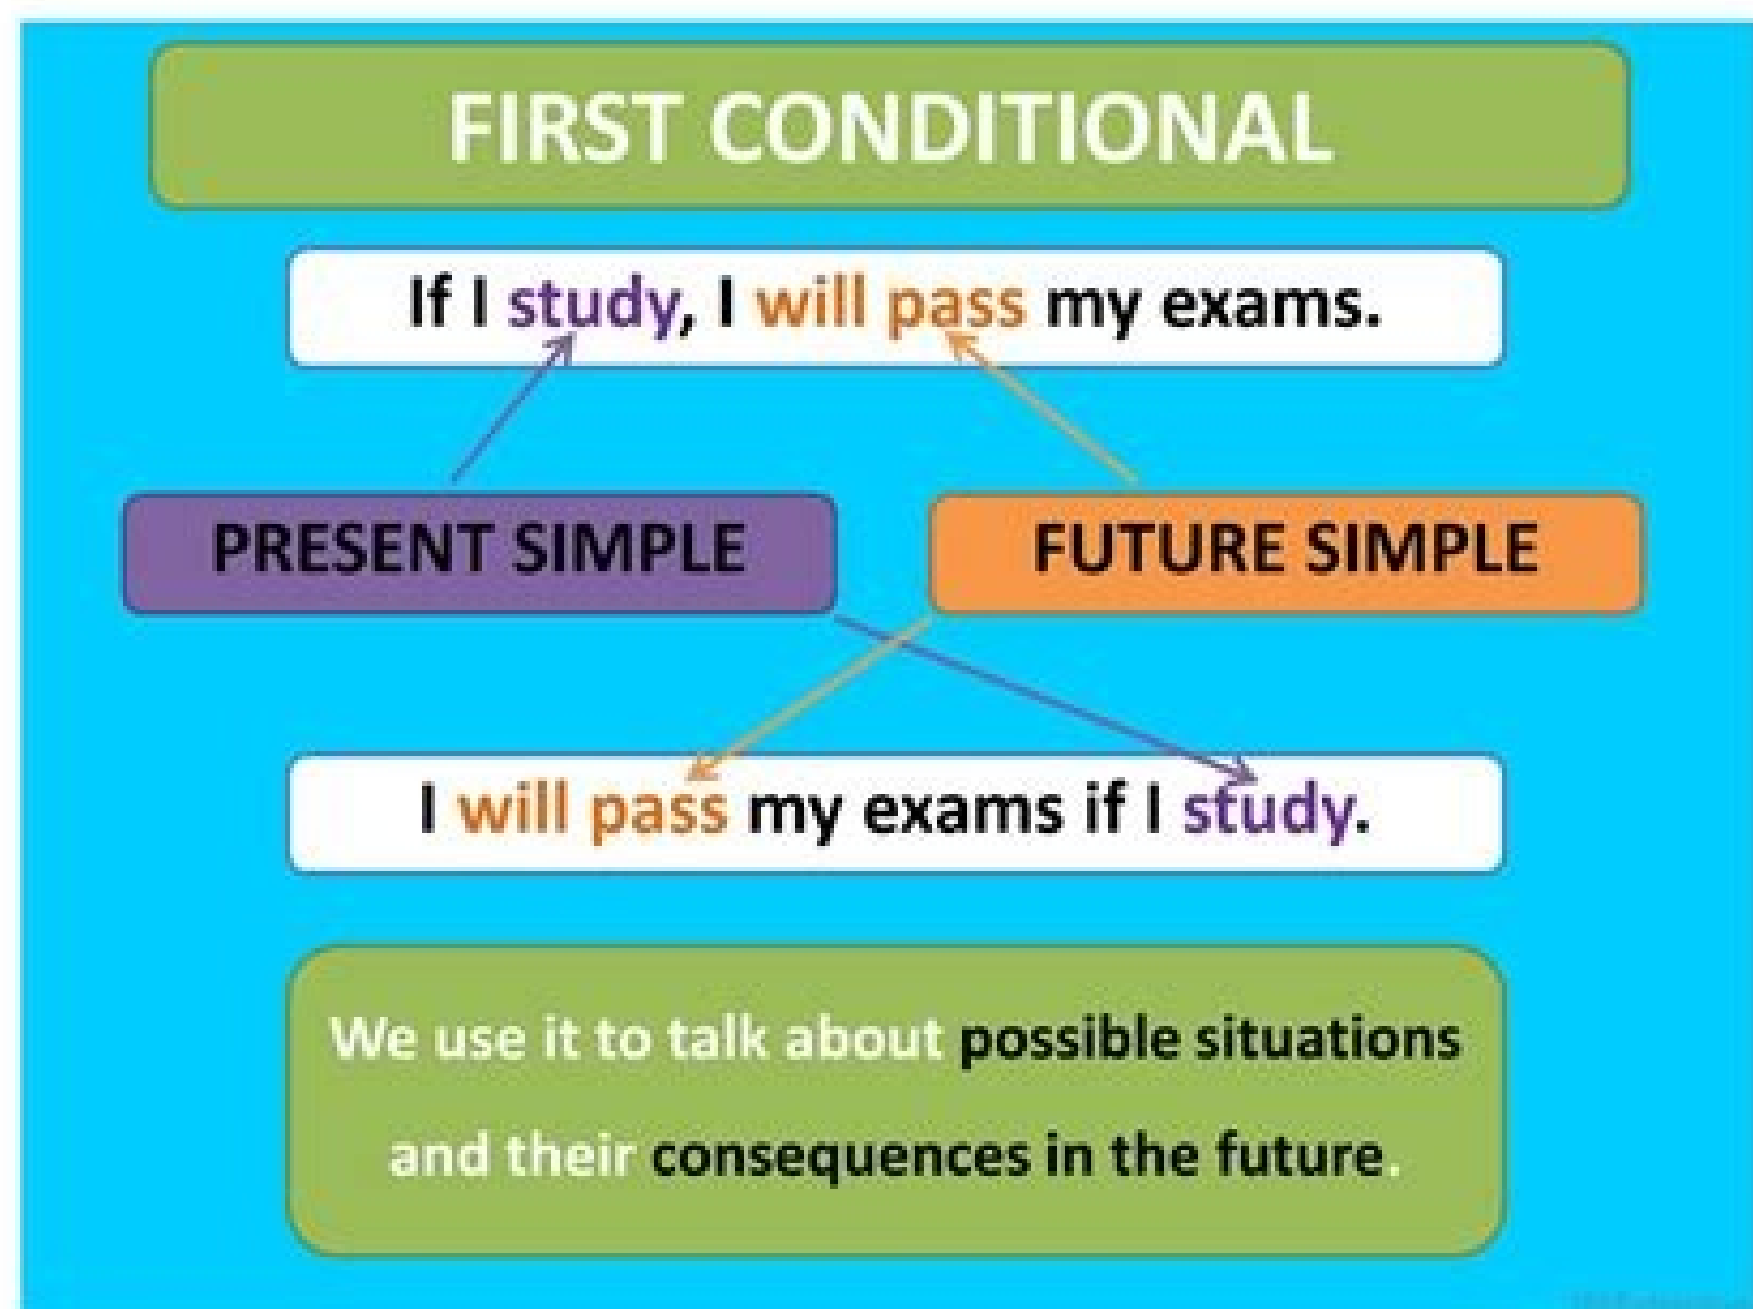 FIRST CONDITIONAL
If I study, I will pass my exams.
PRESENT SIMPLE
FUTURE SIMPLE
I will pass my exams if I study.
We use it to talk about possible situations
and their consequences in the future.